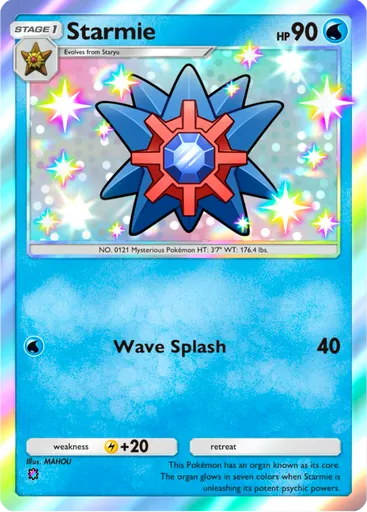 STAGE 1
Starmie
HP 90
Evolves from Staryu
NO. 0121 Mysterious Pokémon HT: 3'7" WT: 176.4 lbs.
Wave Splash 40
weakness +20 retreat
Illus. MAHOU
This Pokémon has an organ known as its core.
The organ glows in seven colors when Starmie is
unleashing its potent psychic powers.